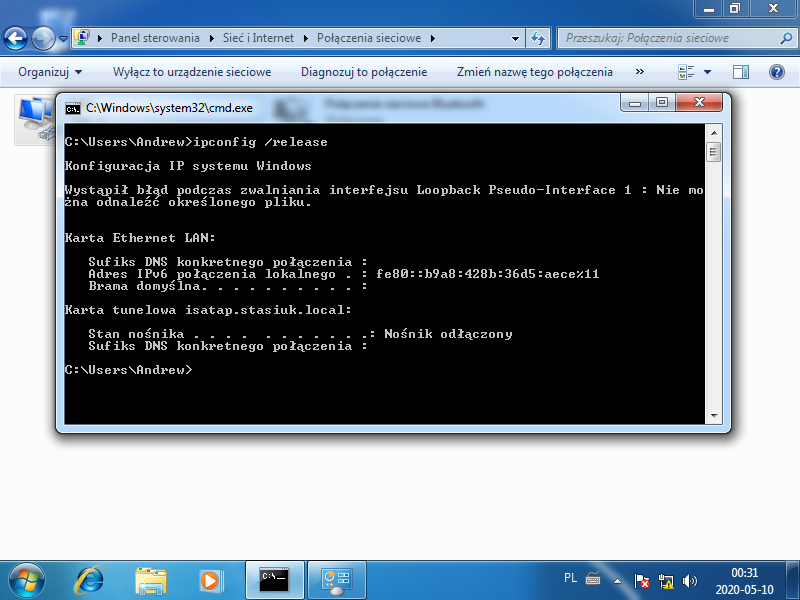 Panel sterowania Sieć i Internet Połączenia sieciowe
Przeszukaj: Połączenia sieciowe
Organizuj Wyłącz to urządzenie sieciowe Diagnozuj to połączenie Zmień nazwę tego połączenia »
C:\Windows\system32\cmd.exe
Połączenie sieciowe Bluetooth
C:\Users\Andrew>ipconfig /release
Konfiguracja IP systemu Windows
Wystąpił błąd podczas zwalniania interfejsu Loopback Pseudo-Interface 1 : Nie mo
żna odnaleźć określonego pliku.
Karta Ethernet LAN:
Sufiks DNS konkretnego połączenia :
Adres IPv6 połączenia lokalnego . : fe80::b9a8:428b:36d5:aece%11
Brama domyślna. . . . . . . . . . :
Karta tunelowa isatap.stasiuk.local:
Stan nośnika . . . . . . . . . . .: Nośnik odłączony
Sufiks DNS konkretnego połączenia :
C:\Users\Andrew>
PL
00:31
2020-05-10